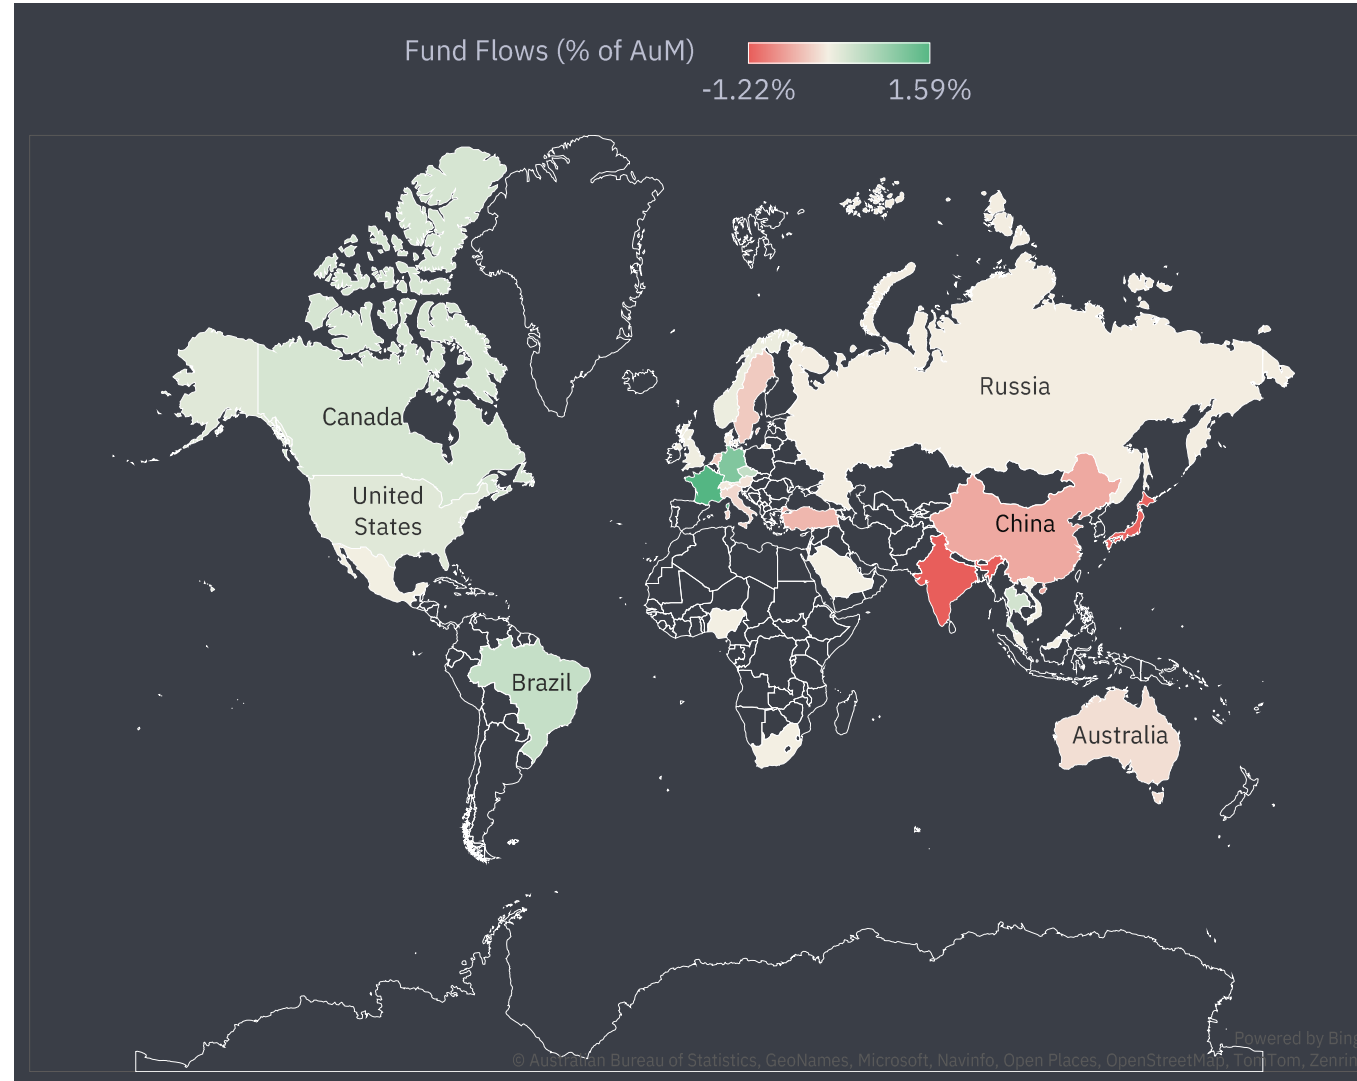 Fund Flows (% of AuM)
-1.22% 1.59%
Canada
Russia
United
States
China
Brazil
Australia
Powered by Bing
© Australian Bureau of Statistics, GeoNames, Microsoft, Navinfo, Open Places, OpenStreetMap, TomTom, Zenrin